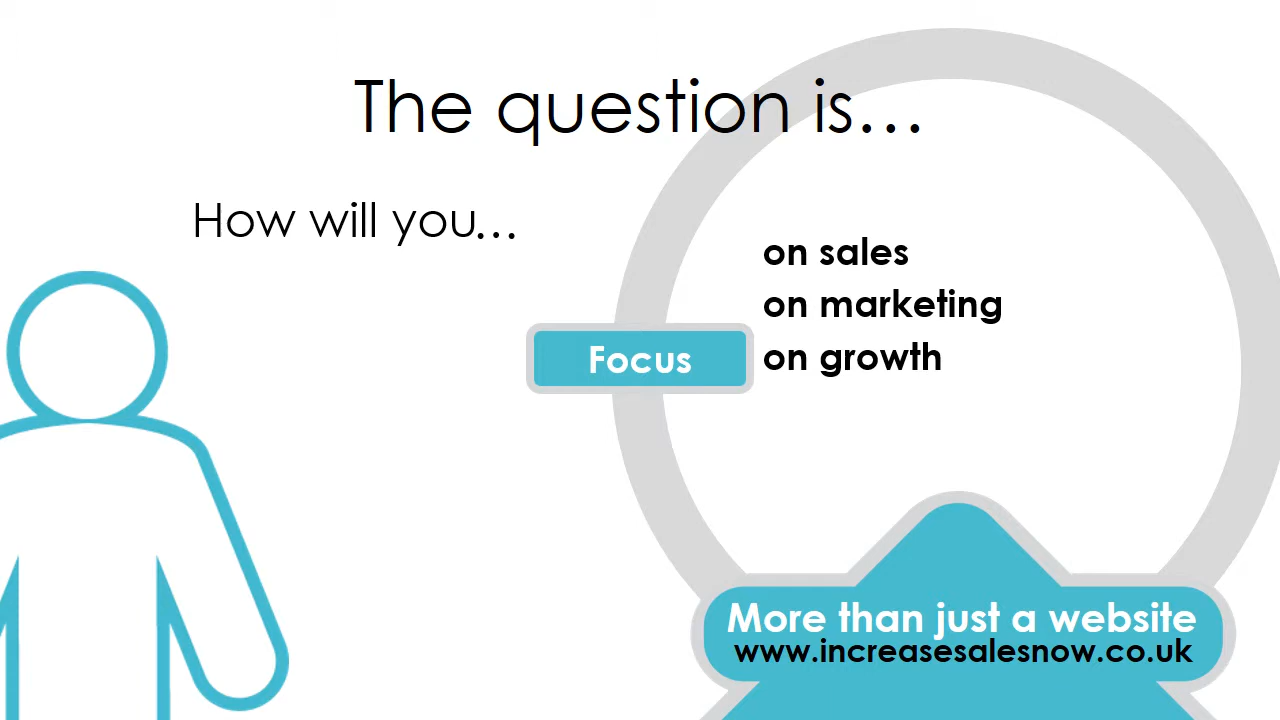 The question is…
How will you…
on sales
on marketing
Focus
on growth
More than just a website
www.increasesalesnow.co.uk